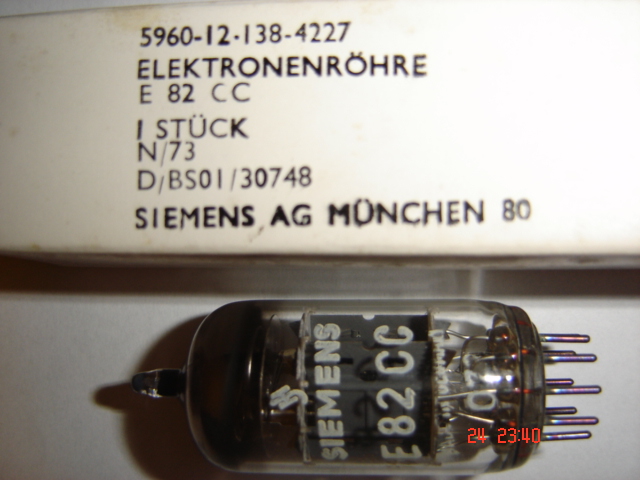 5960-12-138-4227
ELEKTRONENRÖHRE
E 82 CC
1 STÜCK
N/73
D/BS01/30748
SIEMENS AG MÜNCHEN 80
SIEMENS
E82CC
24 23:40